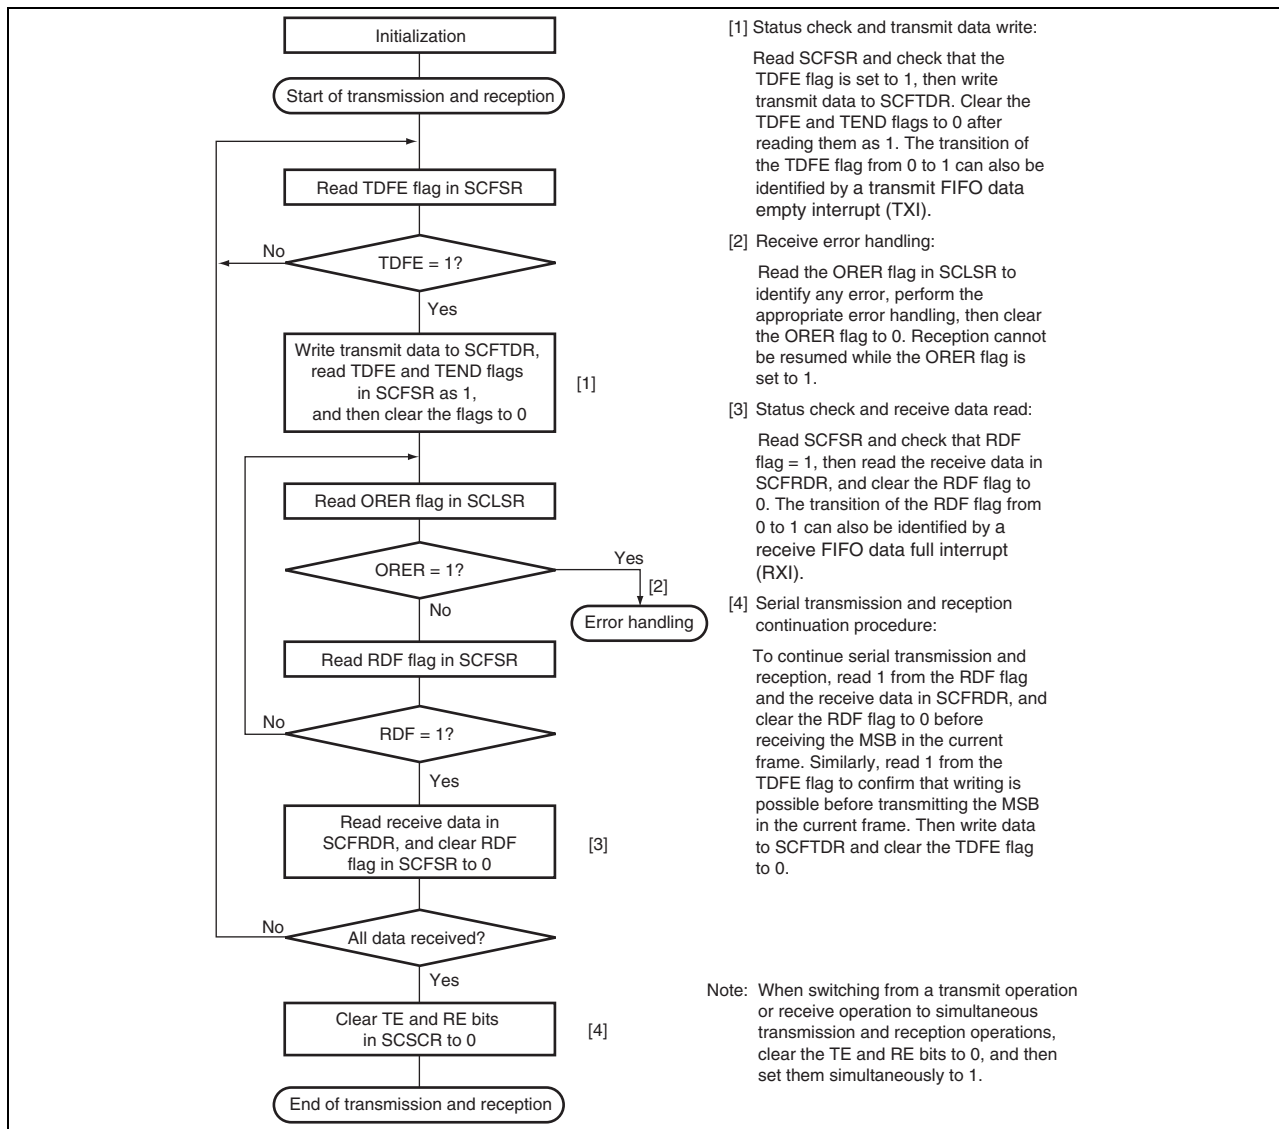 Initialization
Start of transmission and reception
Read TDFE flag in SCFSR
No
TDFE = 1?
Yes
Write transmit data to SCFTDR,
read TDFE and TEND flags
in SCFSR as 1,
and then clear the flags to 0
[1]
Read ORER flag in SCLSR
ORER = 1?
Yes
[2]
No
Error handling
Read RDF flag in SCFSR
No
RDF = 1?
Yes
Read receive data in
SCFRDR, and clear RDF
flag in SCFSR to 0
[3]
No
All data received?
Yes
Clear TE and RE bits
in SCSCR to 0
[4]
End of transmission and reception
[1] Status check and transmit data write:
Read SCFSR and check that the
TDFE flag is set to 1, then write
transmit data to SCFTDR. Clear the
TDFE and TEND flags to 0 after
reading them as 1. The transition of
the TDFE flag from 0 to 1 can also be
identified by a transmit FIFO data
empty interrupt (TXI).
[2] Receive error handling:
Read the ORER flag in SCLSR to
identify any error, perform the
appropriate error handling, then clear
the ORER flag to 0. Reception cannot
be resumed while the ORER flag is
set to 1.
[3] Status check and receive data read:
Read SCFSR and check that RDF
flag = 1, then read the receive data in
SCFRDR, and clear the RDF flag to
0. The transition of the RDF flag from
0 to 1 can also be identified by a
receive FIFO data full interrupt
(RXI).
[4] Serial transmission and reception
continuation procedure:
To continue serial transmission and
reception, read 1 from the RDF flag
and the receive data in SCFRDR, and
clear the RDF flag to 0 before
receiving the MSB in the current
frame. Similarly, read 1 from the
TDFE flag to confirm that writing is
possible before transmitting the MSB
in the current frame. Then write data
to SCFTDR and clear the TDFE flag
to 0.
Note: When switching from a transmit operation
or receive operation to simultaneous
transmission and reception operations,
clear the TE and RE bits to 0, and then
set them simultaneously to 1.